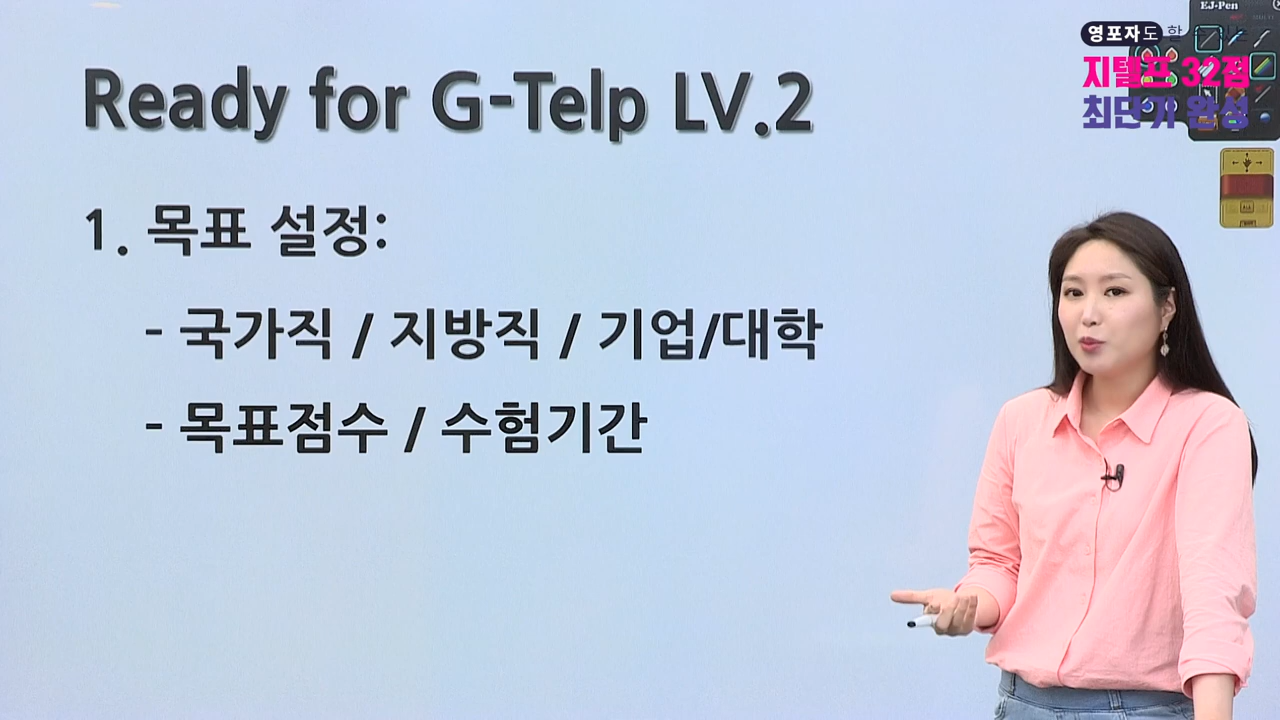 Ready for G-Telp LV.2
1. 목표 설정:
- 국가직 / 지방직 / 기업/대학
- 목표점수 / 수험기간
EJ-Pen
영포자도 할
지텔프 32점
최단기 완성